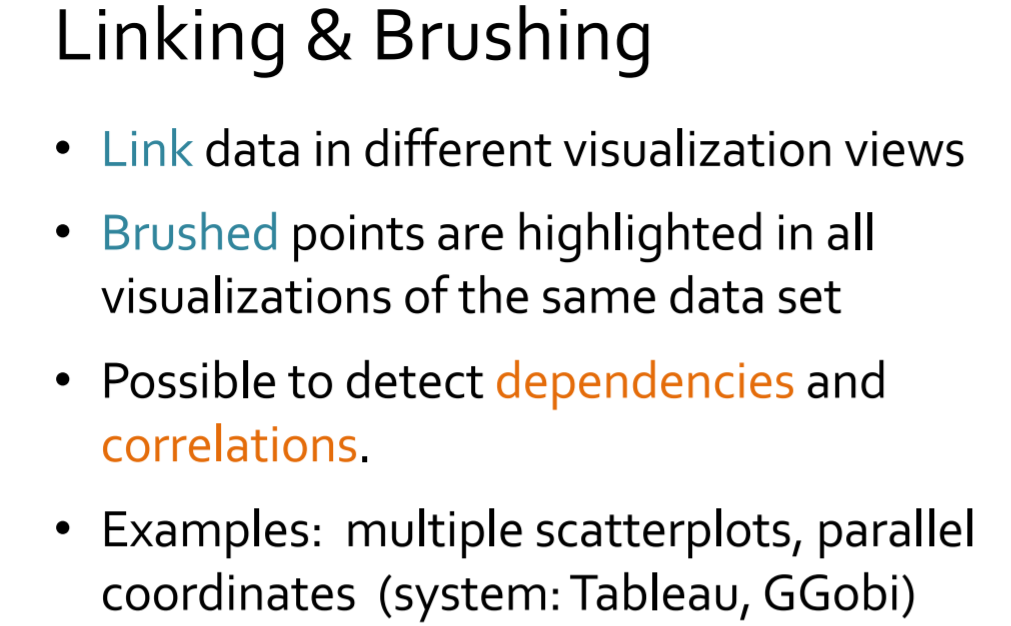 Linking & Brushing
• Link data in different visualization views
• Brushed points are highlighted in all
visualizations of the same data set
• Possible to detect dependencies and
correlations.
• Examples:  multiple scatterplots, parallel
coordinates  (system: Tableau, GGobi)